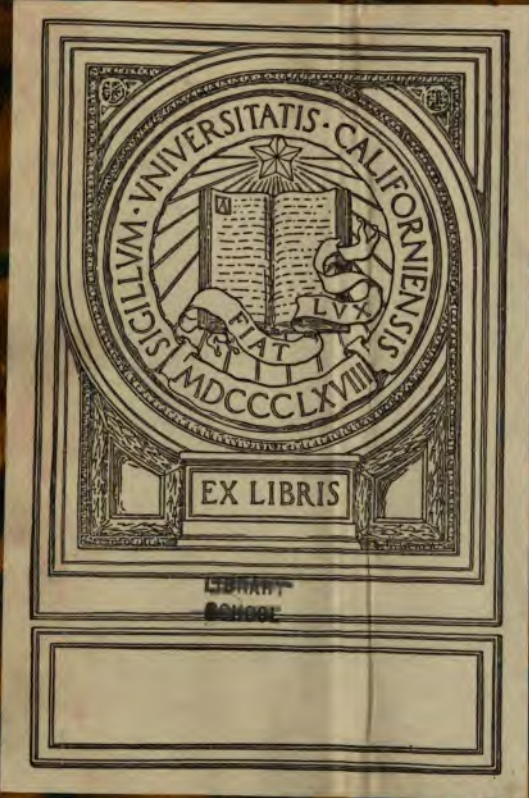 SIGILLVM · VNIVERSITATIS · CALIFORNIENSIS
A
FIAT
LVX
MDCCCLXVIII
EX LIBRIS
LIBRARY
SCHOOL